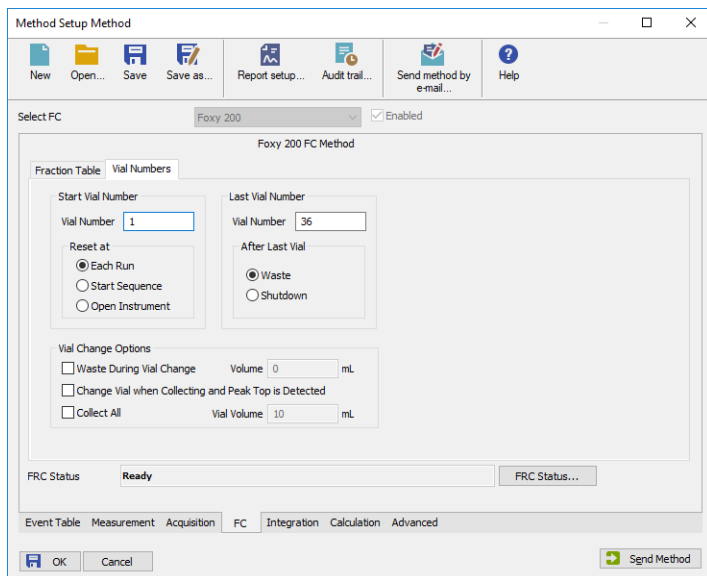 Method Setup Method
New Open... Save Save as... Report setup... Audit trail... Send method by e-mail... Help
Select FC Foxy 200 Enabled
Foxy 200 FC Method
Fraction Table Vial Numbers
Start Vial Number Last Vial Number
Vial Number 1 Vial Number 36
Reset at After Last Vial
Each Run
Waste
Start Sequence
Shutdown
Open Instrument
Vial Change Options
Waste During Vial Change Volume 0 mL
Change Vial when Collecting and Peak Top is Detected
Collect All Vial Volume 10 mL
FRC Status Ready FRC Status...
Event Table Measurement Acquisition FC Integration Calculation Advanced
OK Cancel Send Method